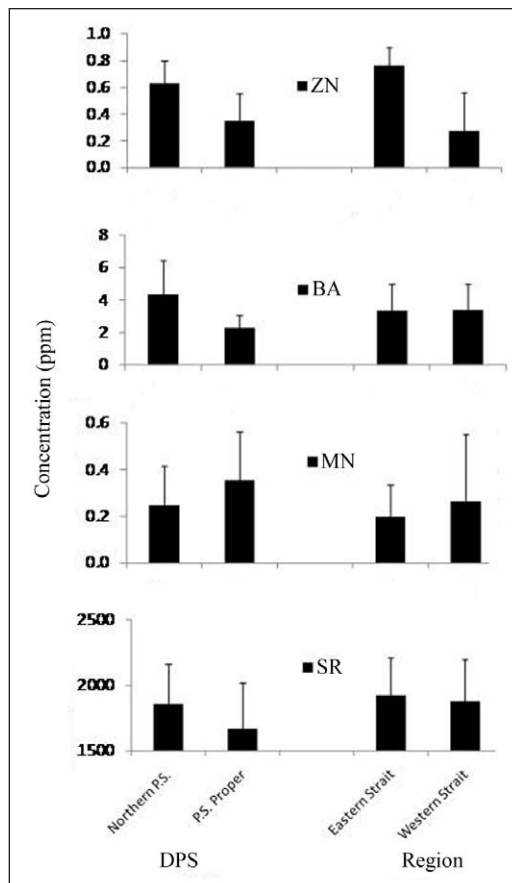 Concentration (ppm)
1.0
0.8
0.6
0.4
0.2
0.0
ZN
8
6
4
2
0
BA
0.6
0.4
0.2
0.0
MN
2500
2000
1500
SR
Northern P.S.
P.S. Proper
Eastern Strait
Western Strait
DPS
Region